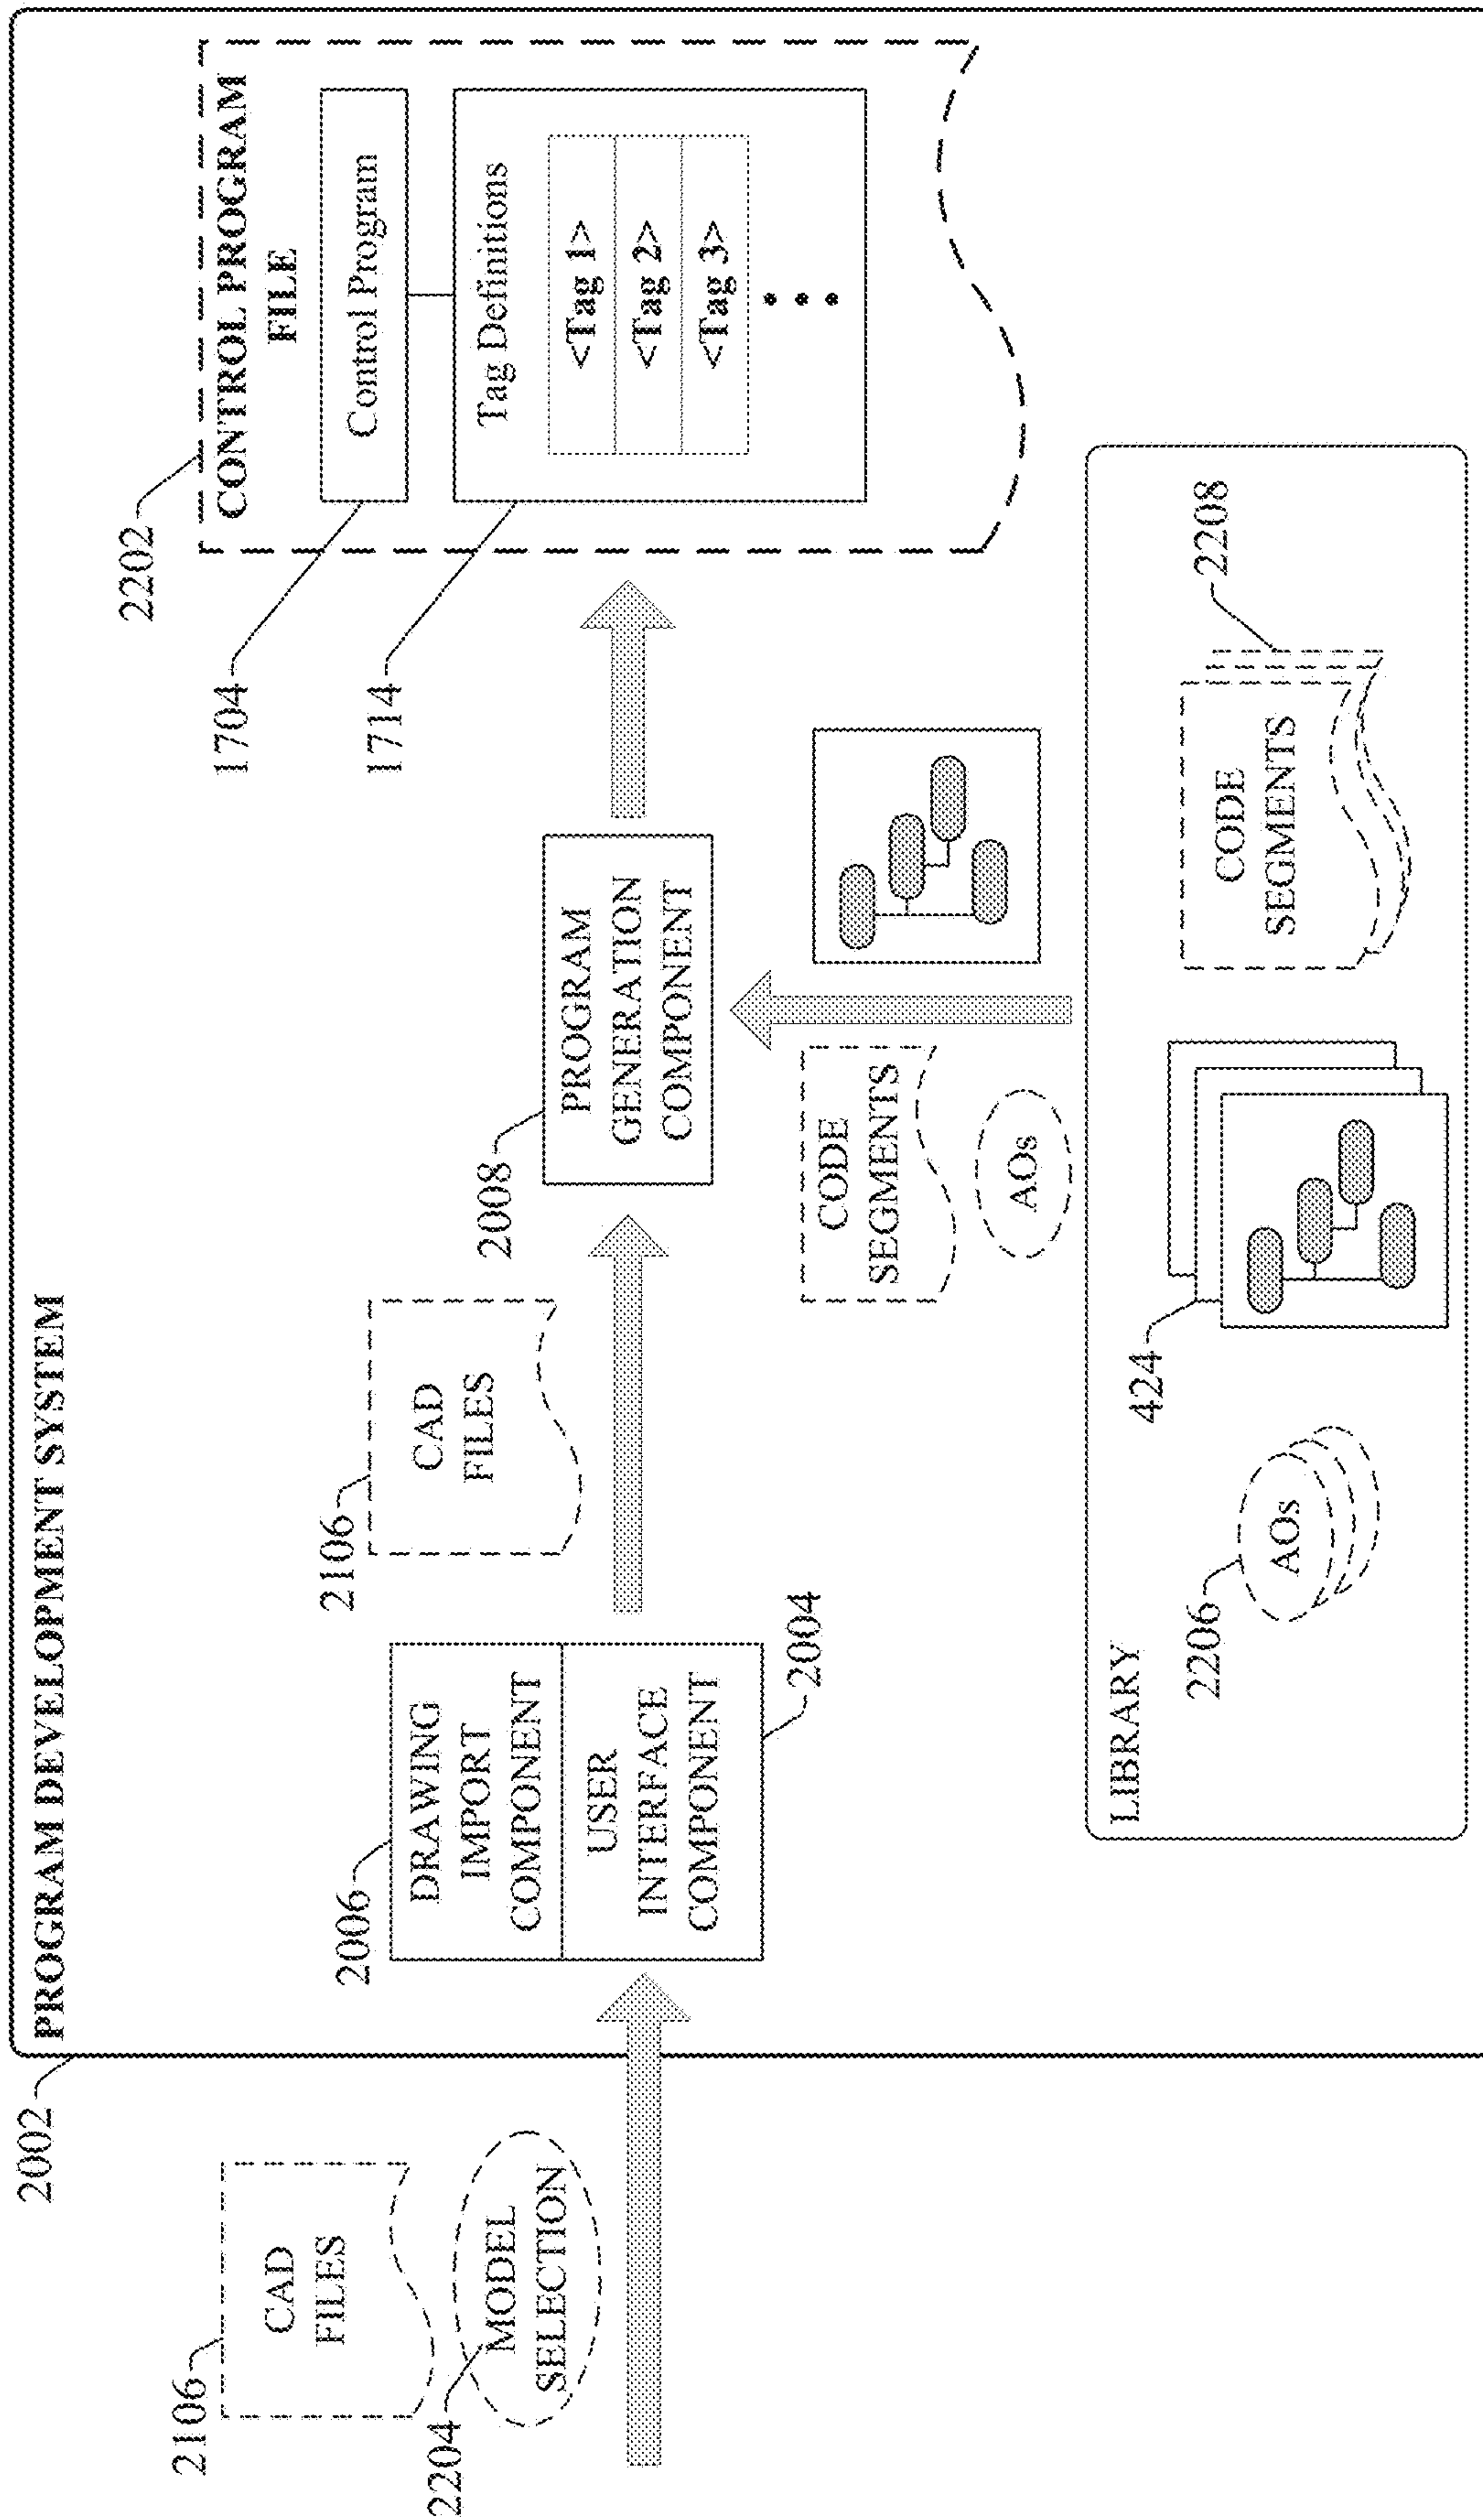 PROGRAM DEVELOPMENT SYSTEM
2002
2106
CAD
FILES
2204
MODEL
SELECTION
2006
DRAWING
IMPORT
COMPONENT
USER
INTERFACE
COMPONENT
2004
2106
CAD
FILES
2008
PROGRAM
GENERATION
COMPONENT
CODE
SEGMENTS
AOs
2202
CONTROL PROGRAM
FILE
1704
Control Program
1714
Tag Definitions
<Tag 1>
<Tag 2>
<Tag 3>
LIBRARY
2206
AOs
424
CODE
SEGMENTS
2208